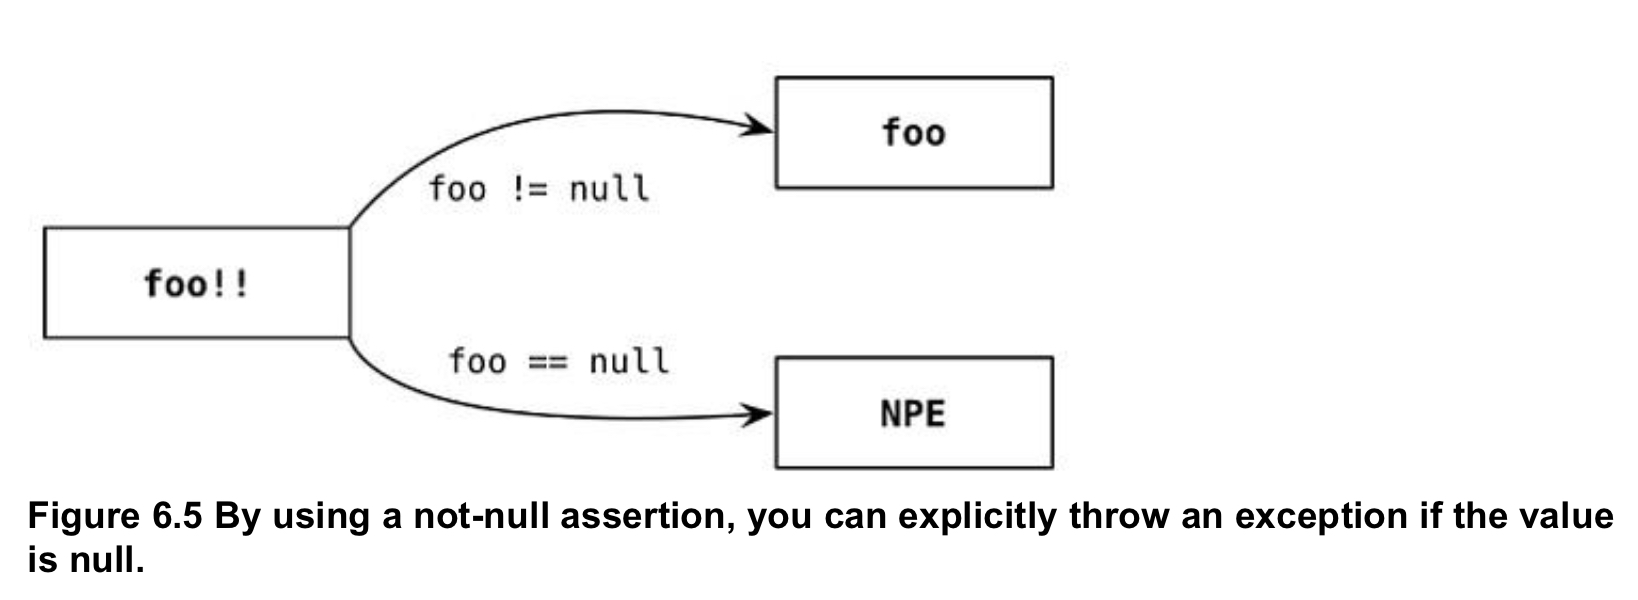 foo
foo != null
foo!!
foo == null
NPE
Figure 6.5 By using a not-null assertion, you can explicitly throw an exception if the value
is null.